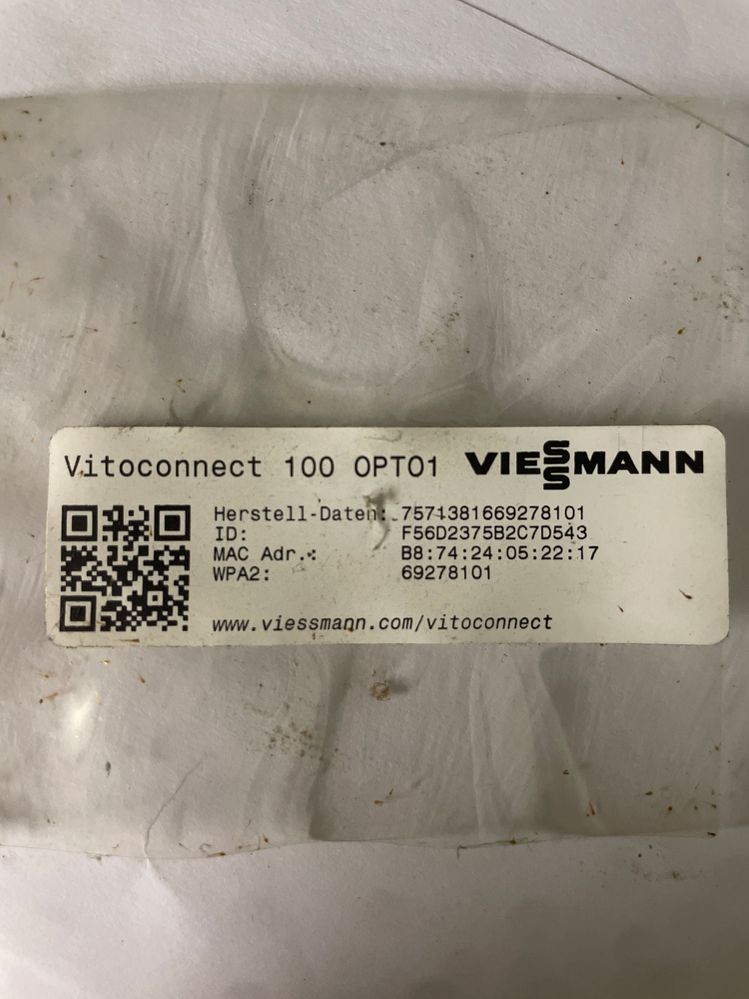 Vitoconnect 100 OPTO1 VIESSMANN
Herstell-Daten: 7571381669278101
ID: F56D2375B2C7D543
MAC Adr.: B8:74:24:05:22:17
WPA2: 69278101
www.viessmann.com/vitoconnect